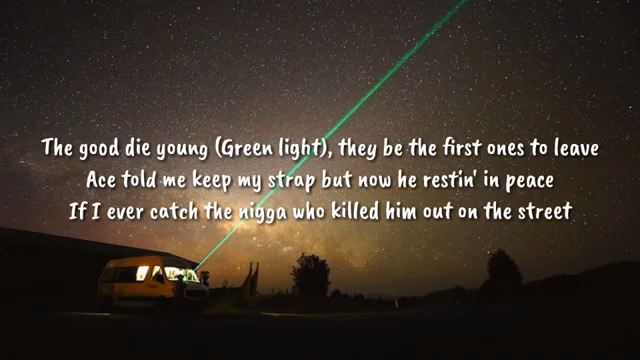 The good die young (Green light), they be the first ones to leave
Ace told me keep my strap but now he restin' in peace
If I ever catch the nigga who killed him out on the street